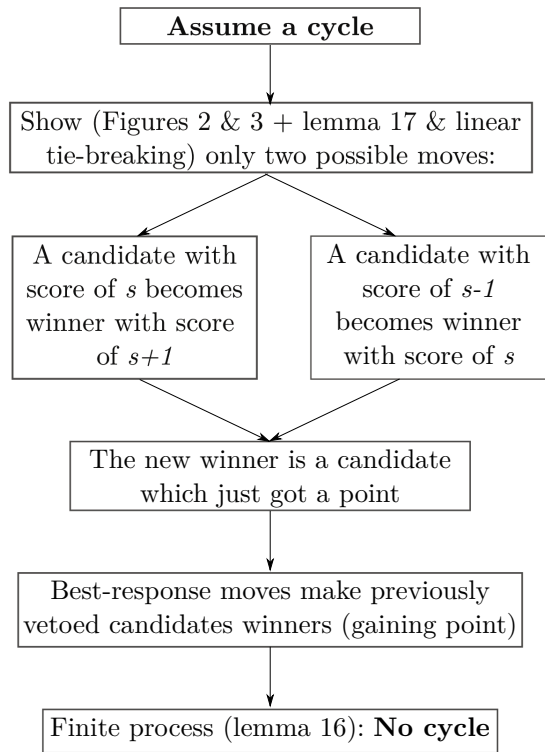 Assume a cycle
Show (Figures 2 & 3 + lemma 17 & linear
tie-breaking) only two possible moves:
A candidate with
score of s becomes
winner with score
of s+1
A candidate with
score of s-1
becomes winner
with score of s
The new winner is a candidate
which just got a point
Best-response moves make previously
vetoed candidates winners (gaining point)
Finite process (lemma 16): No cycle